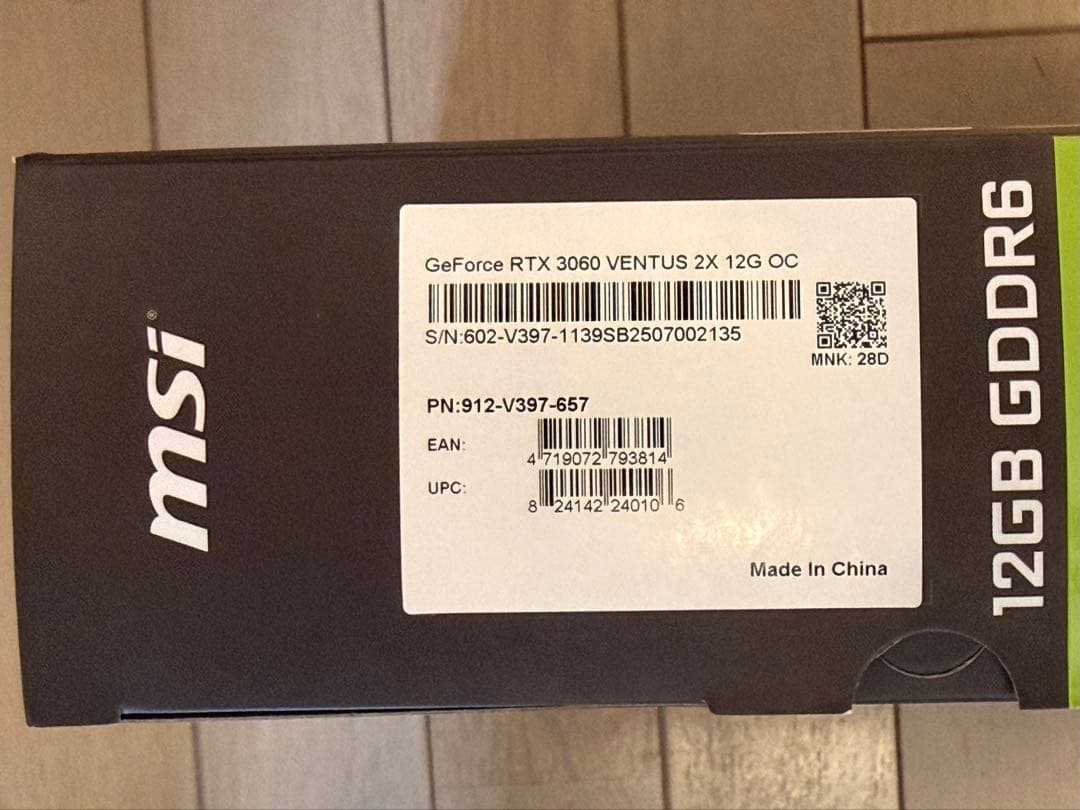 msi®
GeForce RTX 3060 VENTUS 2X 12G OC
S/N:602-V397-1139SB2507002135
MNK: 28D
PN:912-V397-657
EAN:
4 719072 793814
UPC:
8 24142 24010 6
Made In China
12GB GDDR6